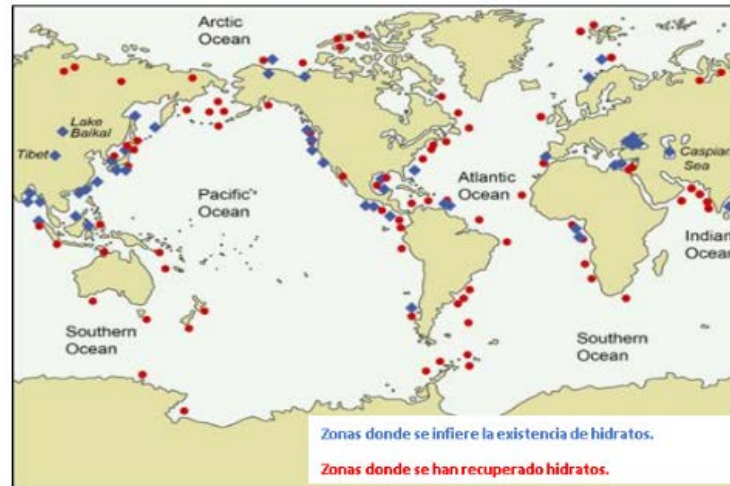 Arctic
Ocean
Lake
Baikal
Tibet
Pacific
Ocean
Atlantic
Ocean
Caspian
Sea
Indian
Ocean
Southern
Ocean
Southern
Ocean
Zonas donde se infiere la existencia de hidratos.
Zonas donde se han recuperado hidratos.